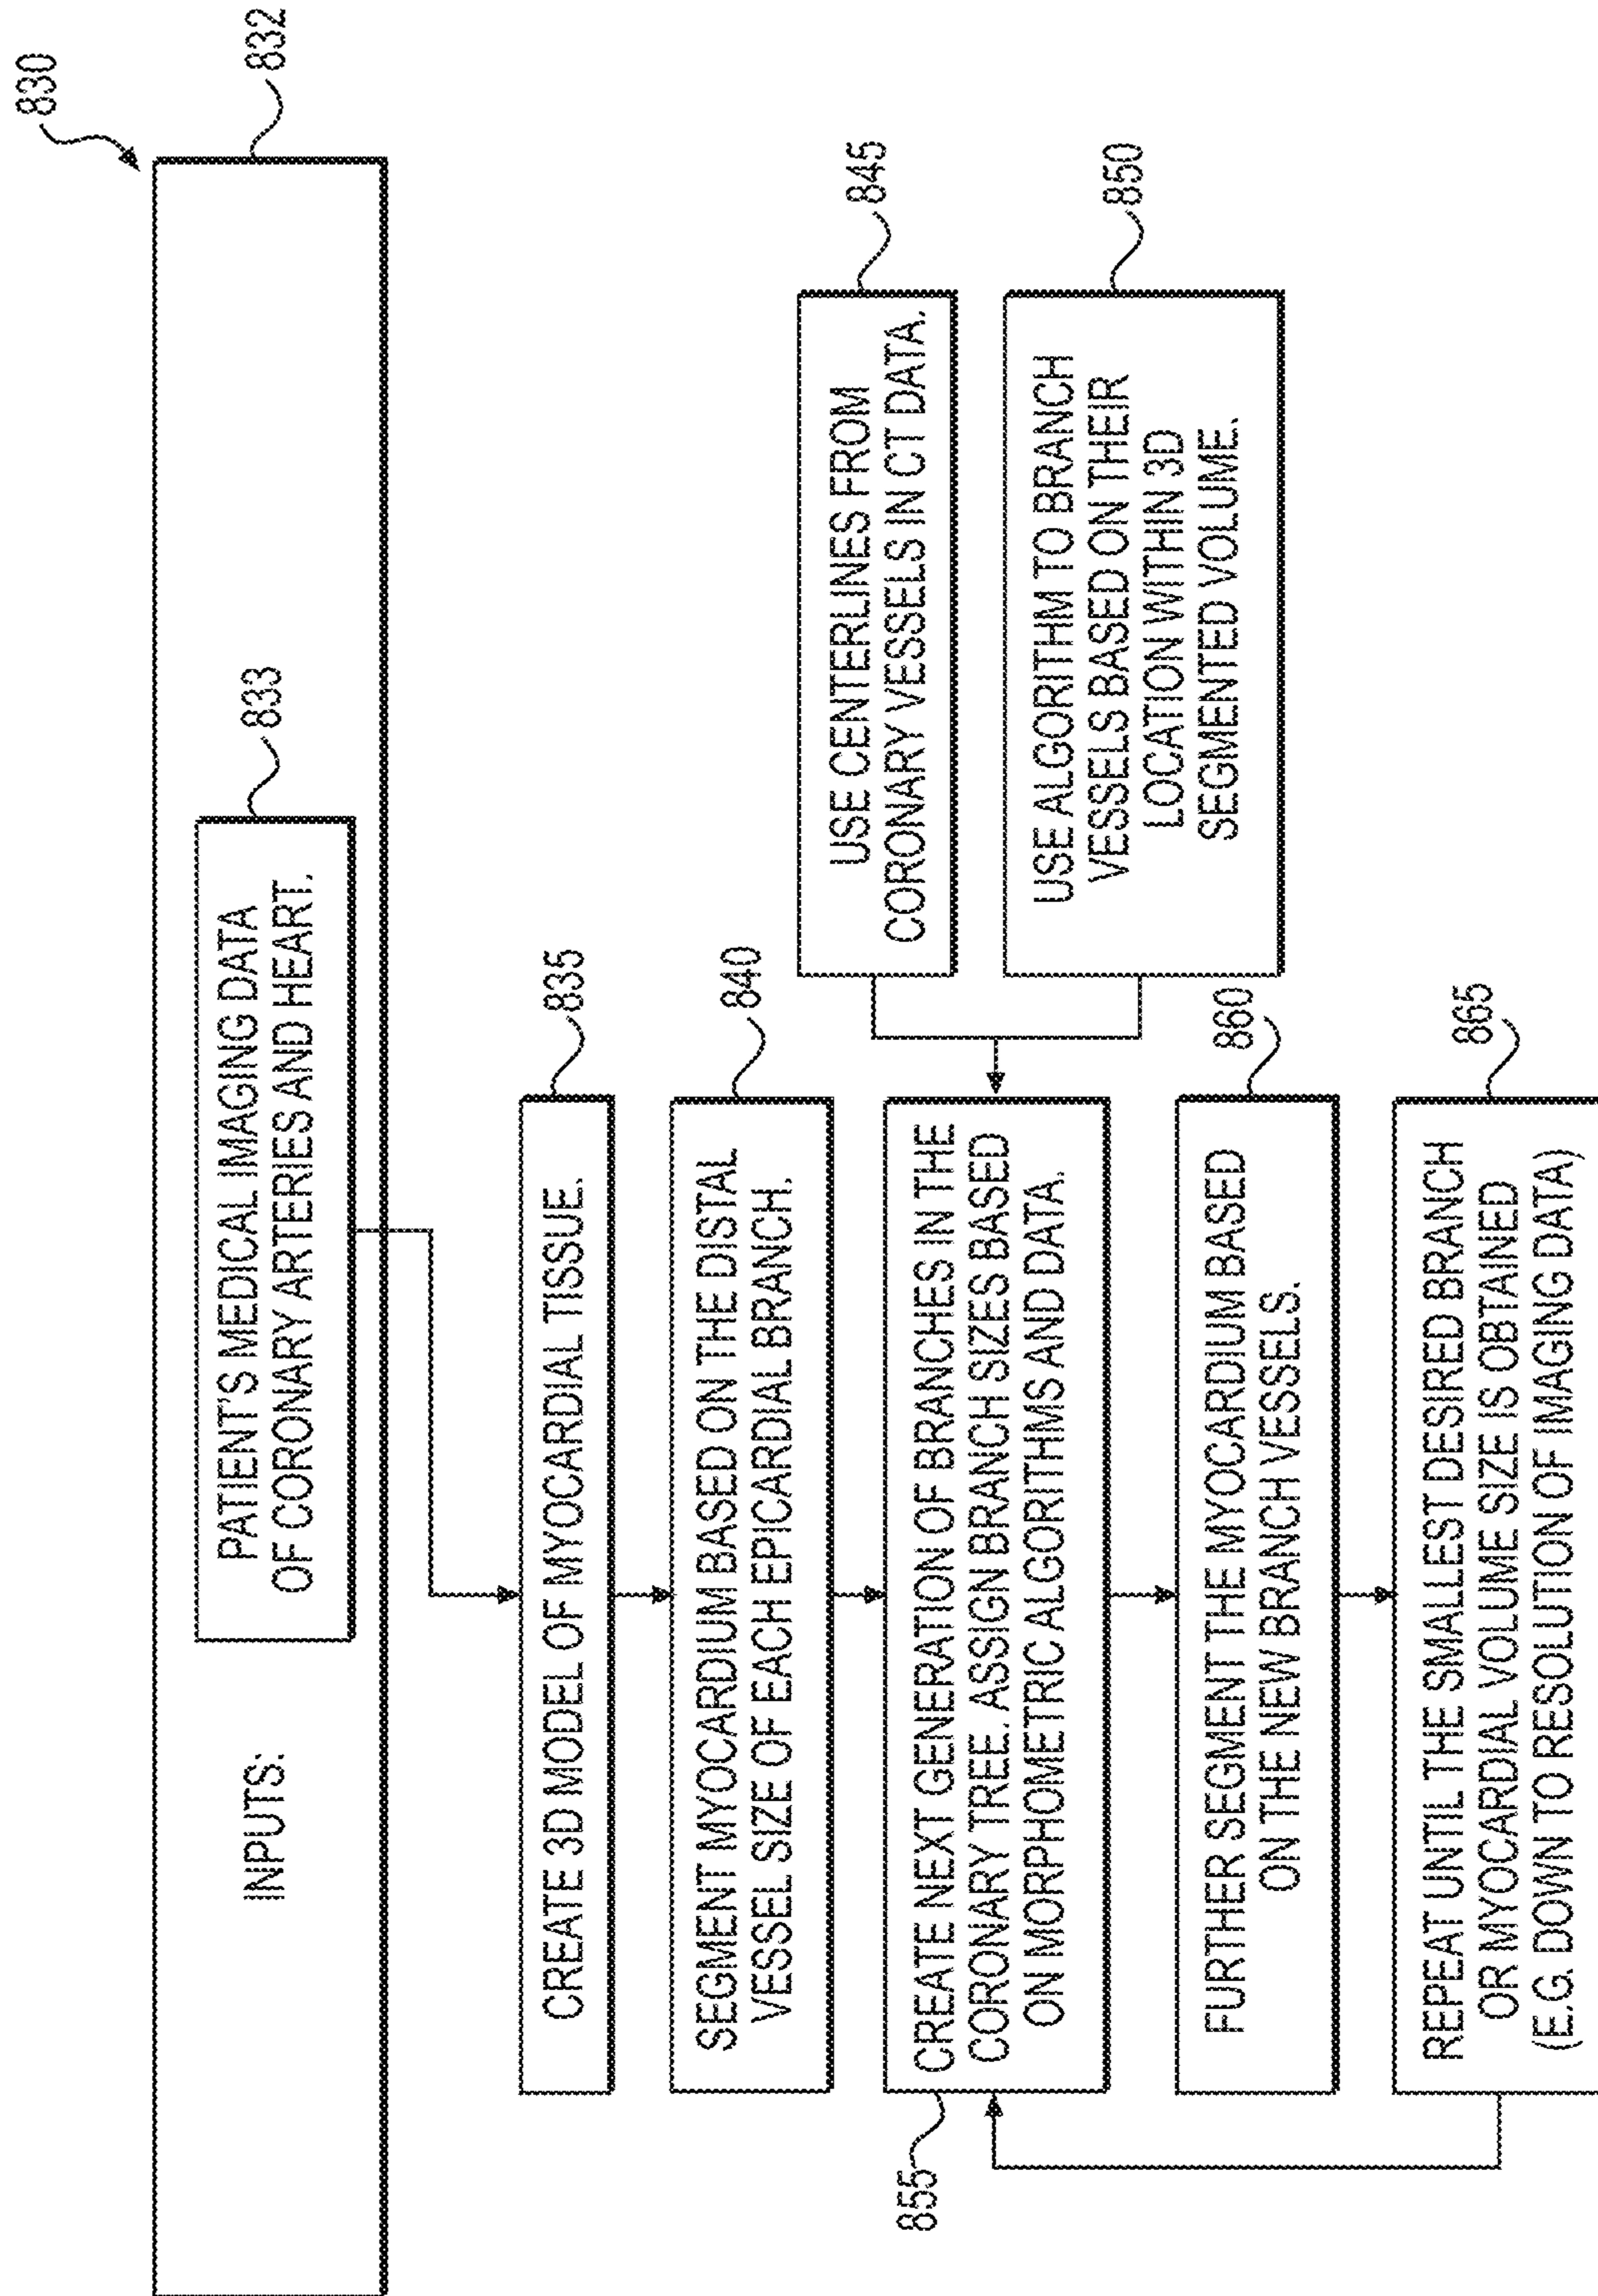 830
832
INPUTS:
833
PATIENT'S MEDICAL IMAGING DATA
OF CORONARY ARTERIES AND HEART.
835
CREATE 3D MODEL OF MYOCARDIAL TISSUE.
840
SEGMENT MYOCARDIUM BASED ON THE DISTAL
VESSEL SIZE OF EACH EPICARDIAL BRANCH.
845
USE CENTERLINES FROM
CORONARY VESSELS IN CT DATA.
850
USE ALGORITHM TO BRANCH
VESSELS BASED ON THEIR
LOCATION WITHIN 3D
SEGMENTED VOLUME.
855
CREATE NEXT GENERATION OF BRANCHES IN THE
CORONARY TREE. ASSIGN BRANCH SIZES BASED
ON MORPHOMETRIC ALGORITHMS AND DATA.
860
FURTHER SEGMENT THE MYOCARDIUM BASED
ON THE NEW BRANCH VESSELS.
865
REPEAT UNTIL THE SMALLEST DESIRED BRANCH
OR MYOCARDIAL VOLUME SIZE IS OBTAINED
(E.G. DOWN TO RESOLUTION OF IMAGING DATA)